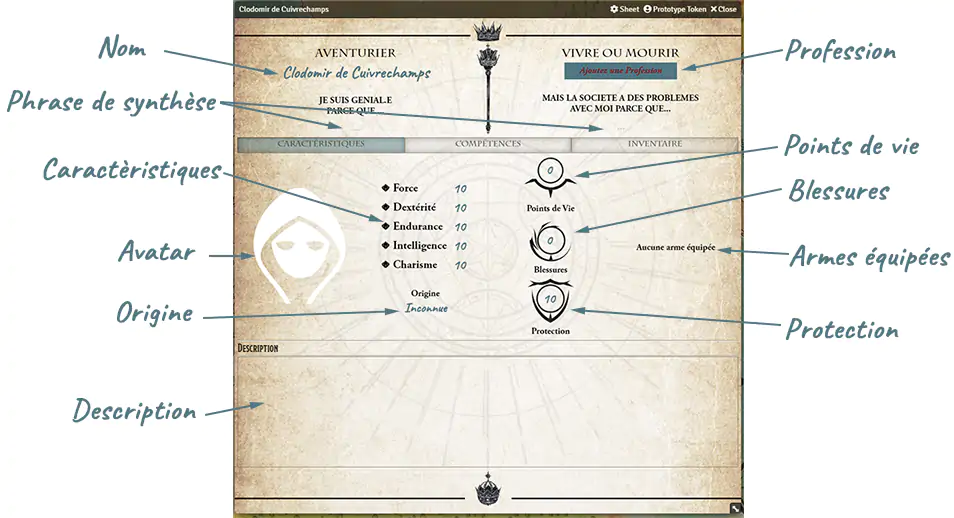 Clodomir de Cuivrechamps
Sheet Prototype Token Close
Nom
AVENTURIER
VIVRE OU MOURIR
Profession
Clodomir de Cuivrechamps
Ajoutez une Profession
Phrase de synthèse
JE SUIS GENIAL.E
PARCE QUE...
MAIS LA SOCIETE A DES PROBLEMES
AVEC MOI PARCE QUE...
...
CARACTÉRISTIQUES
COMPÉTENCES
INVENTAIRE
Points de vie
Caractèristiques
0
Points de Vie
Force 10
Dextérité 10
Endurance 10
Intelligence 10
Charisme 10
Blessures
0
Blessures
Avatar
Aucune arme équipée
Armes équipées
Origine
Origine
Inconnue
10
Protection
Protection
DESCRIPTION
Description